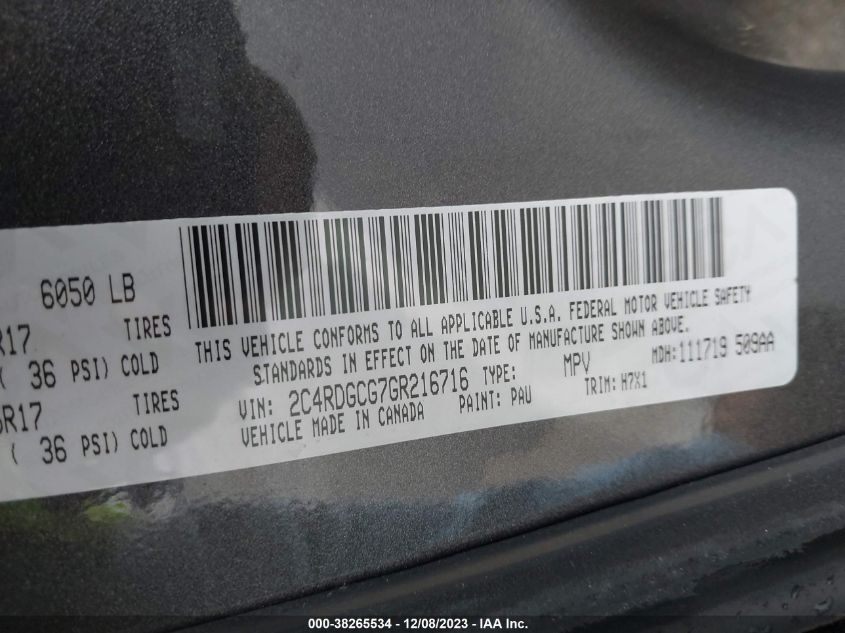 6050 LB
R17 TIRES
( 36 PSI) COLD
R17 TIRES
( 36 PSI) COLD
THIS VEHICLE CONFORMS TO ALL APPLICABLE U.S.A. FEDERAL MOTOR VEHICLE SAFETY
STANDARDS IN EFFECT ON THE DATE OF MANUFACTURE SHOWN ABOVE.
VIN: 2C4RDGCG7GR216716 TYPE: MPV MDH:111719 509AA
VEHICLE MADE IN CANADA PAINT: PAU TRIM: H7X1
000-38265534 - 12/08/2023 - IAA Inc.